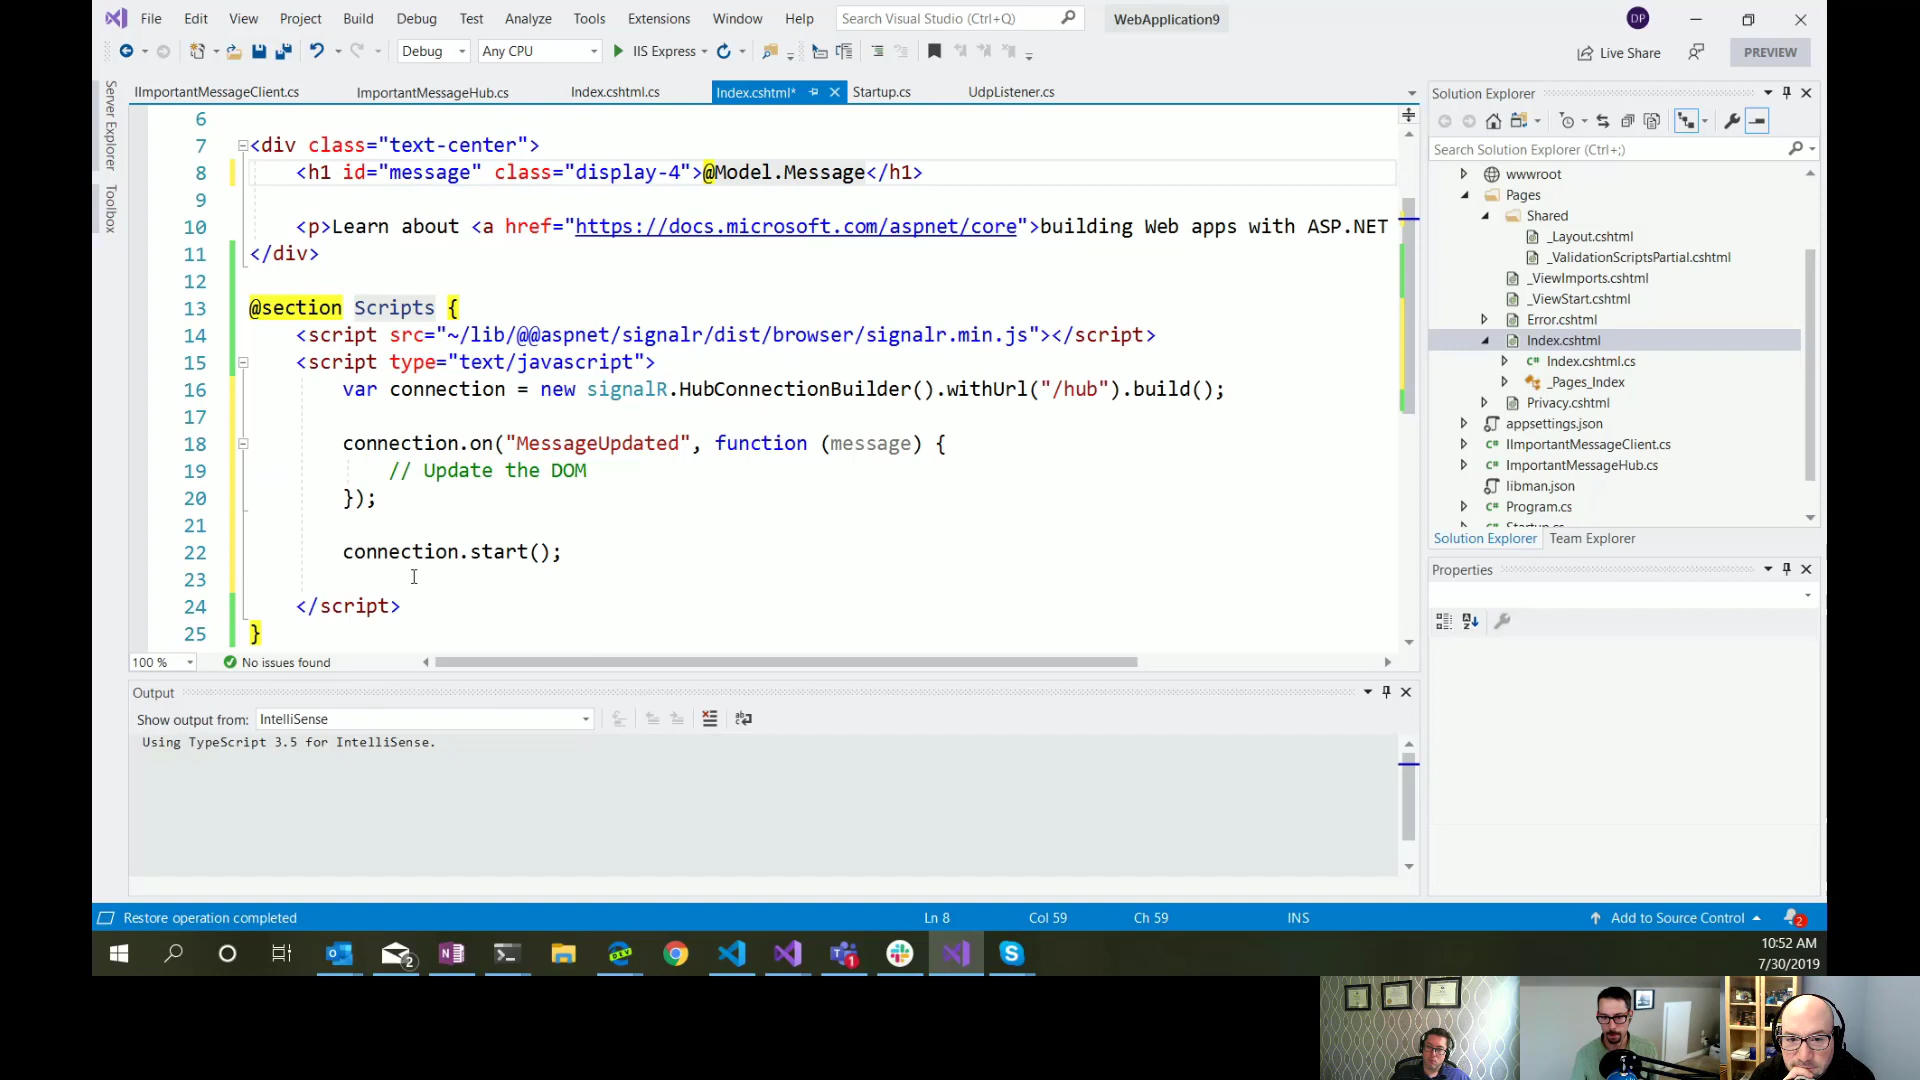 File Edit View Project Build Debug Test Analyze Tools Extensions Window Help Search Visual Studio (Ctrl+Q) WebApplication9 DP
Debug Any CPU IIS Express Live Share PREVIEW
Server Explorer
Toolbox
IImportantMessageClient.cs ImportantMessageHub.cs Index.cshtml.cs Index.cshtml* Startup.cs UdpListener.cs
6
7 <div class="text-center">
8 <h1 id="message" class="display-4">@Model.Message</h1>
9
10 <p>Learn about <a href="https://docs.microsoft.com/aspnet/core">building Web apps with ASP.NET
11 </div>
12
13 @section Scripts {
14 <script src="~/lib/@@aspnet/signalr/dist/browser/signalr.min.js"></script>
15 <script type="text/javascript">
16 var connection = new signalR.HubConnectionBuilder().withUrl("/hub").build();
17
18 connection.on("MessageUpdated", function (message) {
19 // Update the DOM
20 });
21
22 connection.start();
23
24 </script>
25 }
100 % No issues found
Output
Show output from: IntelliSense
Using TypeScript 3.5 for IntelliSense.
Solution Explorer
Search Solution Explorer (Ctrl+;)
wwwroot
Pages
Shared
_Layout.cshtml
_ValidationScriptsPartial.cshtml
_ViewImports.cshtml
_ViewStart.cshtml
Error.cshtml
Index.cshtml
C# Index.cshtml.cs
_Pages_Index
Privacy.cshtml
appsettings.json
C# IImportantMessageClient.cs
C# ImportantMessageHub.cs
libman.json
C# Program.cs
C# Startup.cs
Solution Explorer Team Explorer
Properties
Restore operation completed Ln 8 Col 59 Ch 59 INS Add to Source Control 2
2 1
10:52 AM
7/30/2019